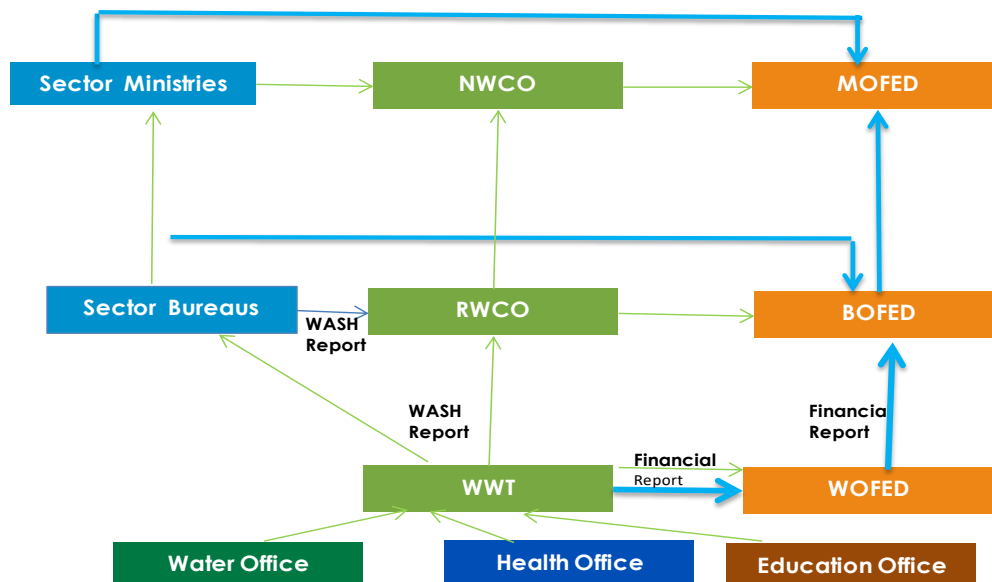 Sector Ministries
NWCO
MOFED
Sector Bureaus
WASH
Report
RWCO
BOFED
WASH
Report
Financia
Report
Financial
Report
WWT
WOFED
Water Office
Health Office
Education Office